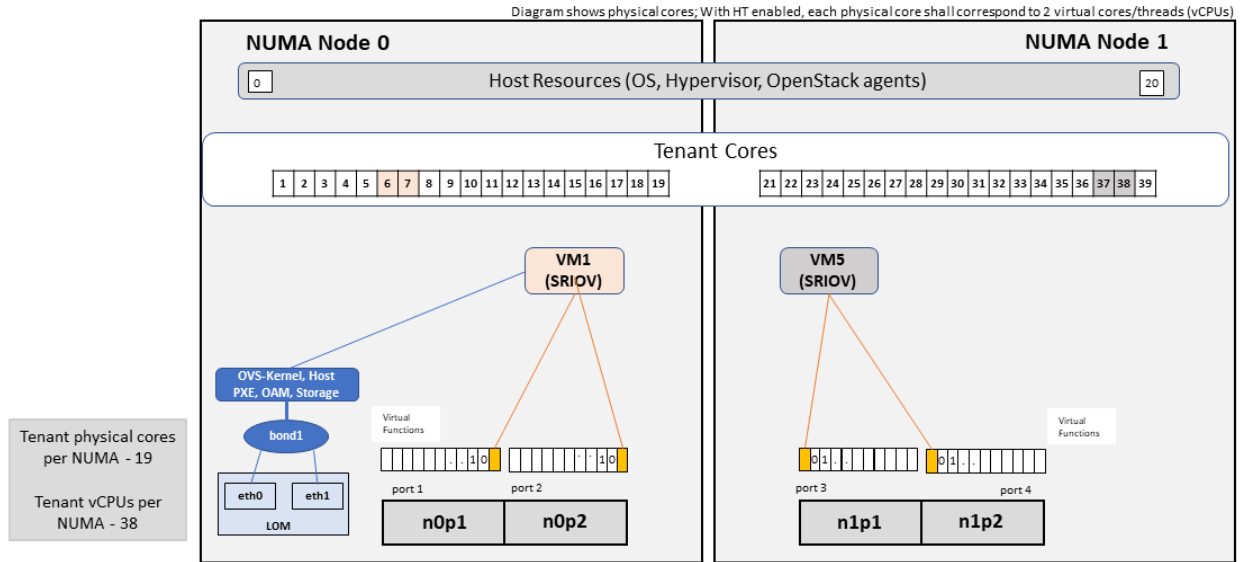 Diagram shows physical cores; With HT enabled, each physical core shall correspond to 2 virtual cores/threads (vCPUs)
NUMA Node 0
NUMA Node 1
0
Host Resources (OS, Hypervisor, OpenStack agents)
20
Tenant Cores
1 2 3 4 5 6 7 8 9 10 11 12 13 14 15 16 17 18 19
21 22 23 24 25 26 27 28 29 30 31 32 33 34 35 36 37 38 39
VM1
(SRIOV)
VM5
(SRIOV)
OVS-Kernel, Host
PXE, OAM, Storage
bond1
eth0
eth1
LOM
Virtual
Functions
. . 1 0
. . 1 0
port 1
port 2
n0p1
n0p2
Virtual
Functions
0 1 . .
0 1 . .
port 3
port 4
n1p1
n1p2
Tenant physical cores
per NUMA - 19
Tenant vCPUs per
NUMA - 38